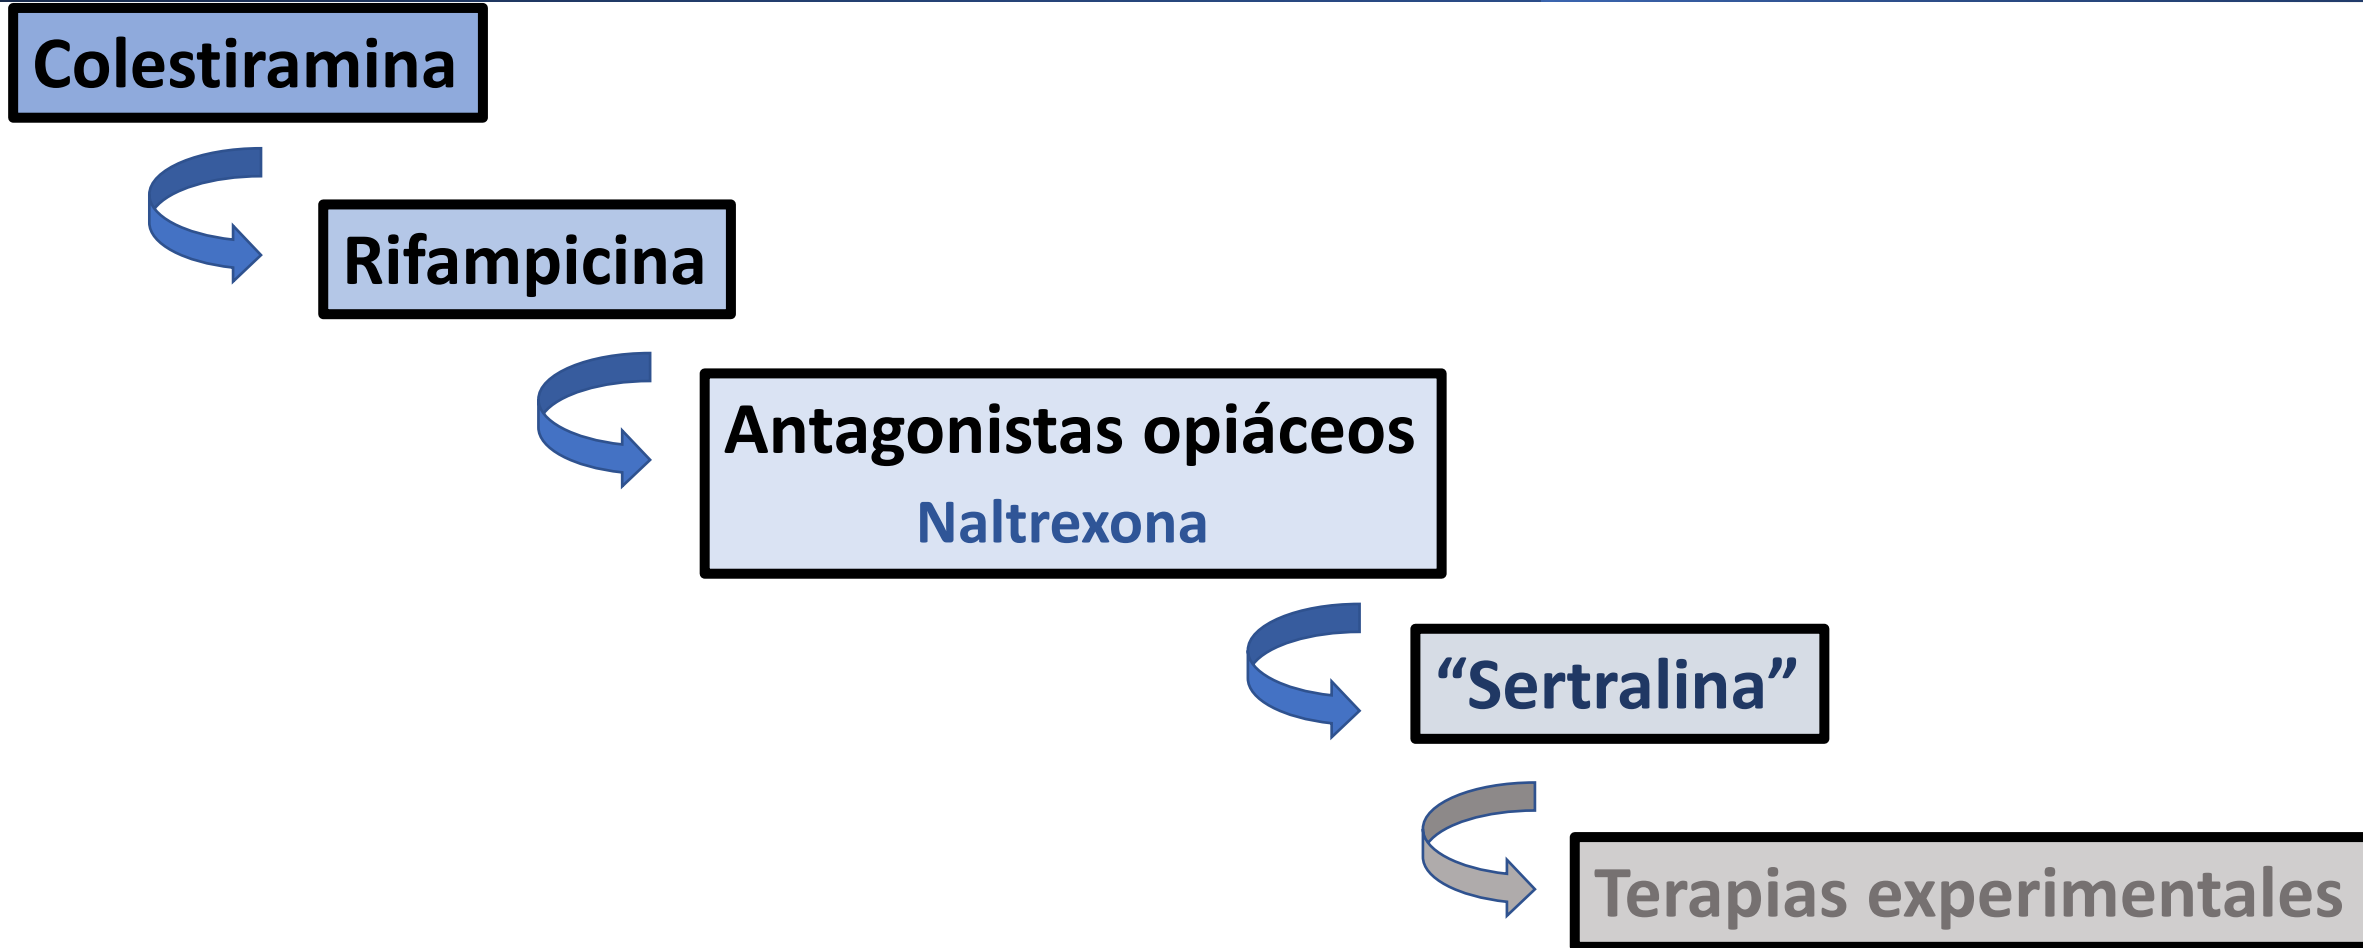 Colestiramina
Rifampicina
Antagonistas opiáceos
Naltrexona
“Sertralina”
Terapias experimentales